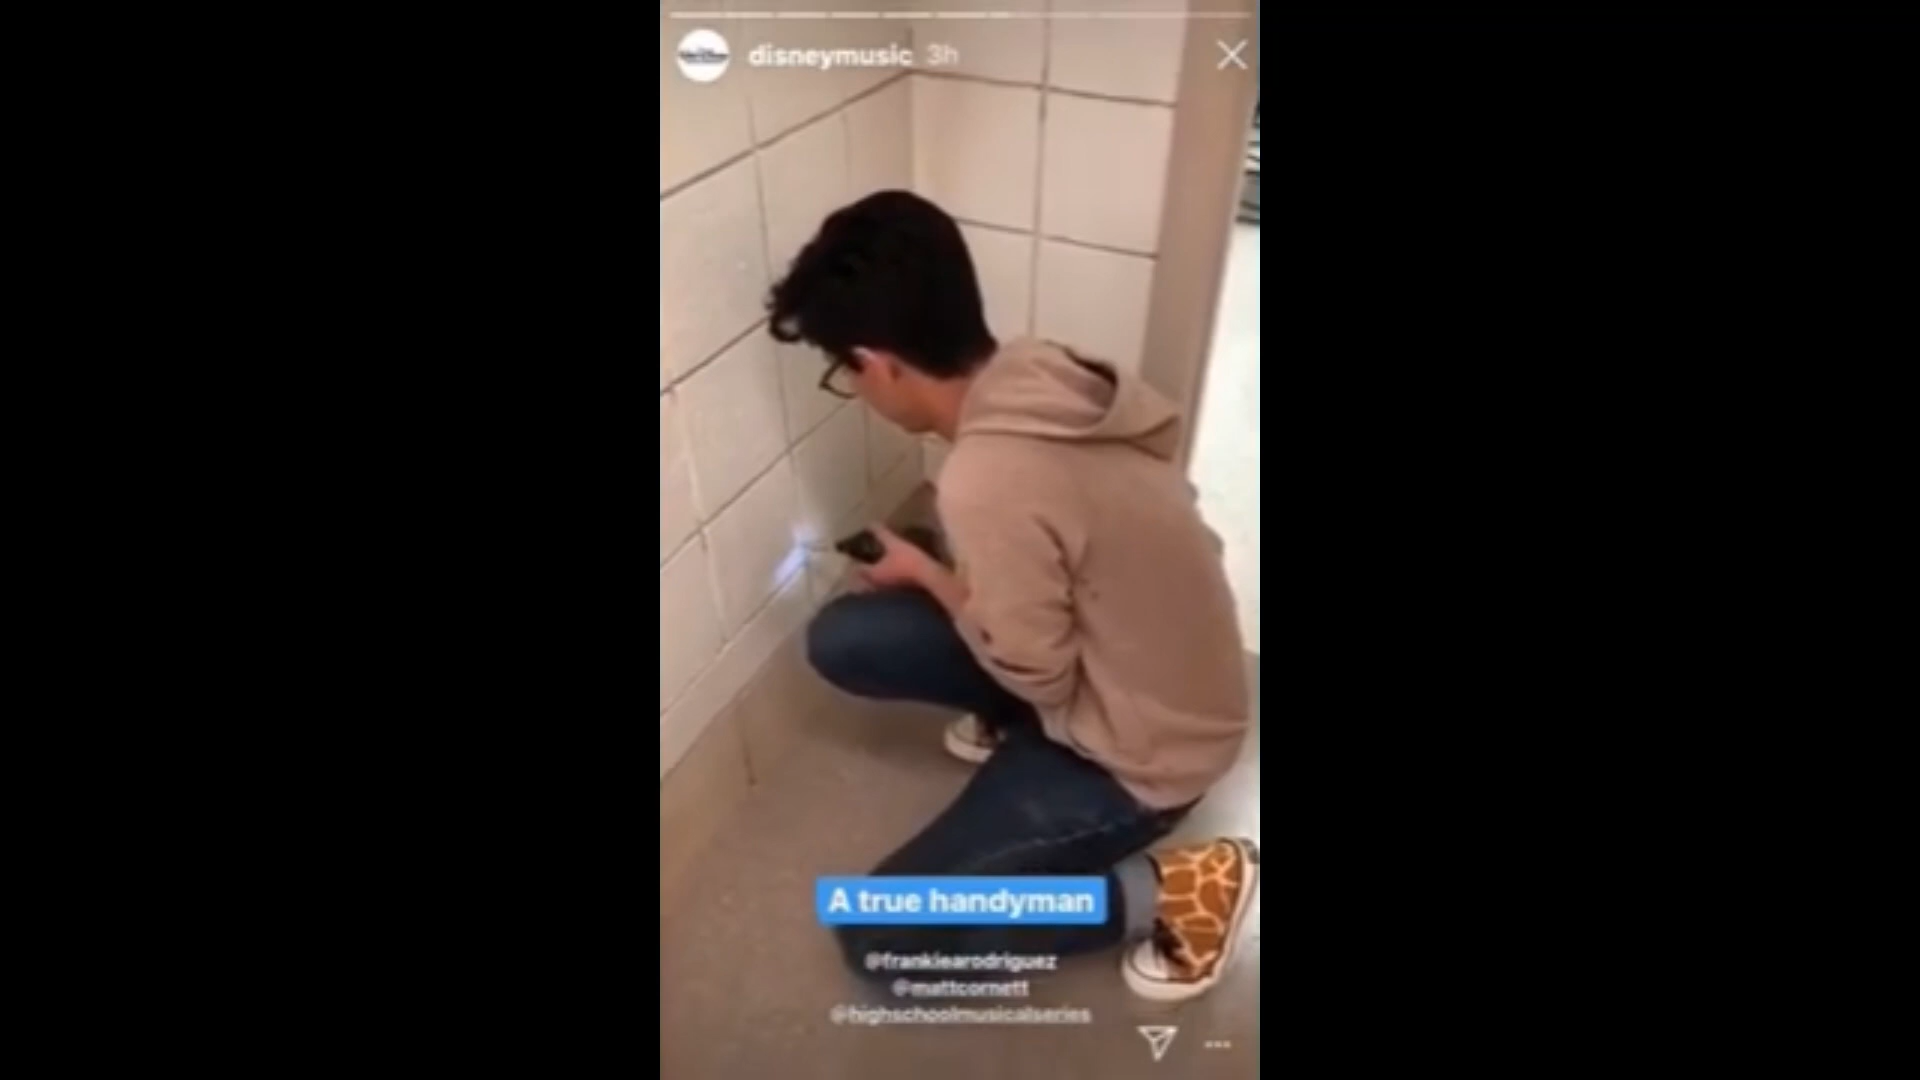 disneymusic 3h
A true handyman
@frankiearodriguez
@mattcornett
@highschoolmusicalseries